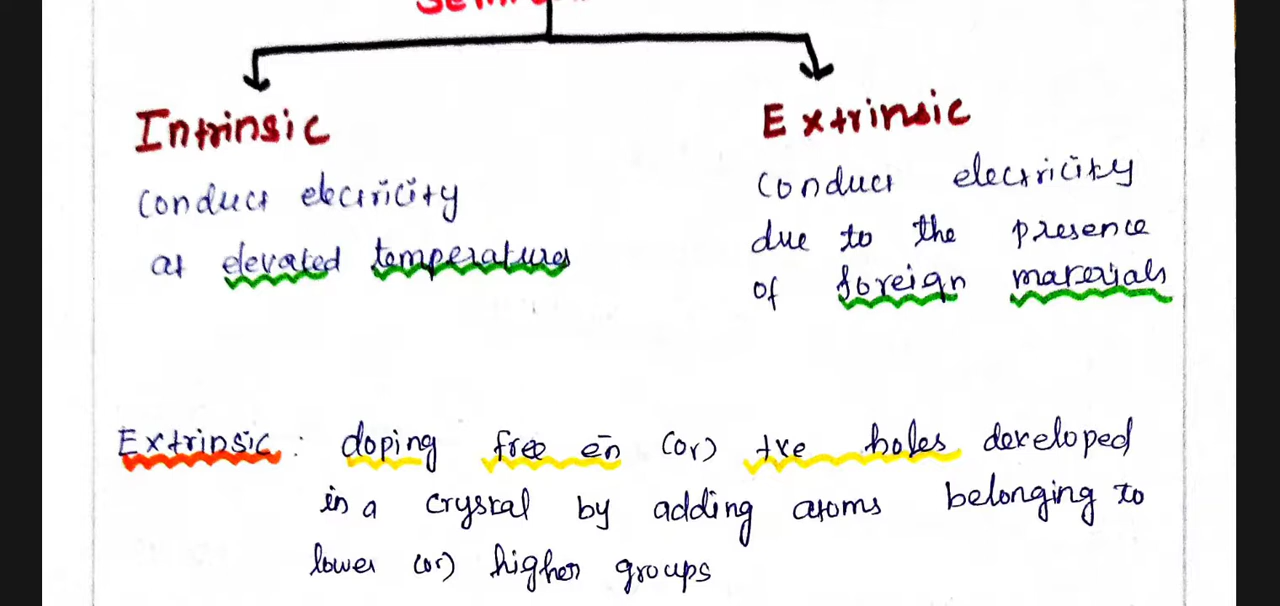 Intrinsic
Extrinsic
Conduct electricity
at elevated temperatures
Conduct electricity
due to the presence
of foreign materials
Extrinsic: doping free en (or) +ve holes developed
in a crystal by adding atoms belonging to
lower (or) higher groups